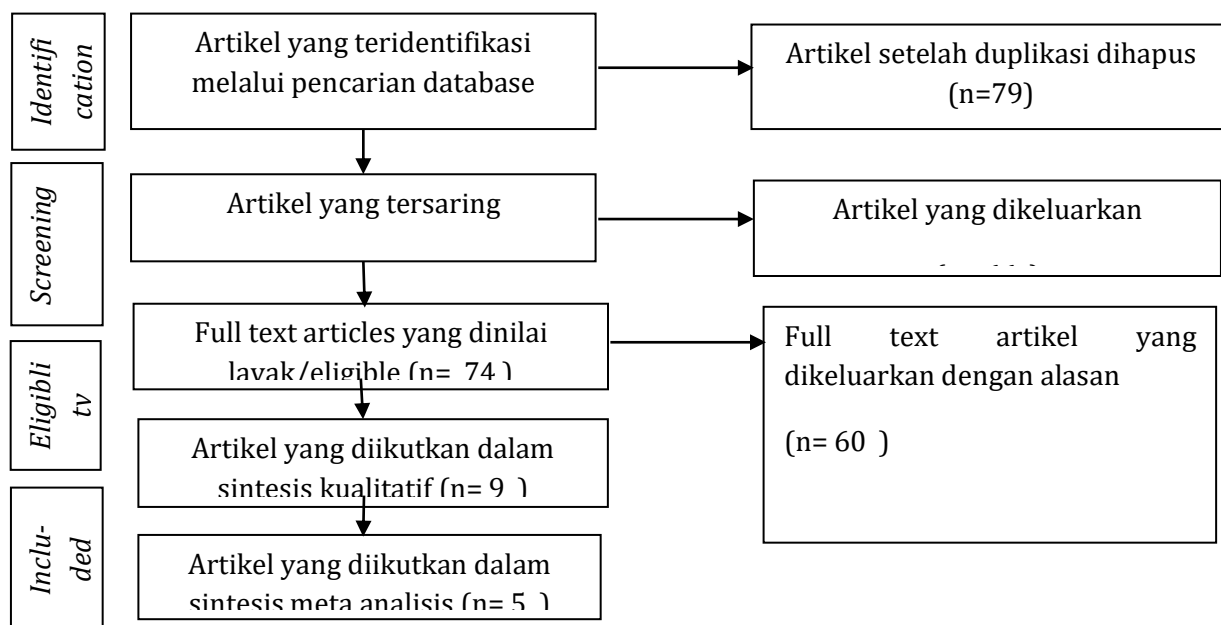 Identifi
cation
Artikel yang teridentifikasi
melalui pencarian database
Artikel setelah duplikasi dihapus
(n=79)
Screening
Artikel yang tersaring
Artikel yang dikeluarkan
Eligibli
ty
Full text articles yang dinilai
layak/eligible (n= 74 )
Full text artikel yang
dikeluarkan dengan alasan
(n= 60 )
Artikel yang diikutkan dalam
sintesis kualitatif (n= 9 )
Inclu-
ded
Artikel yang diikutkan dalam
sintesis meta analisis (n= 5 )